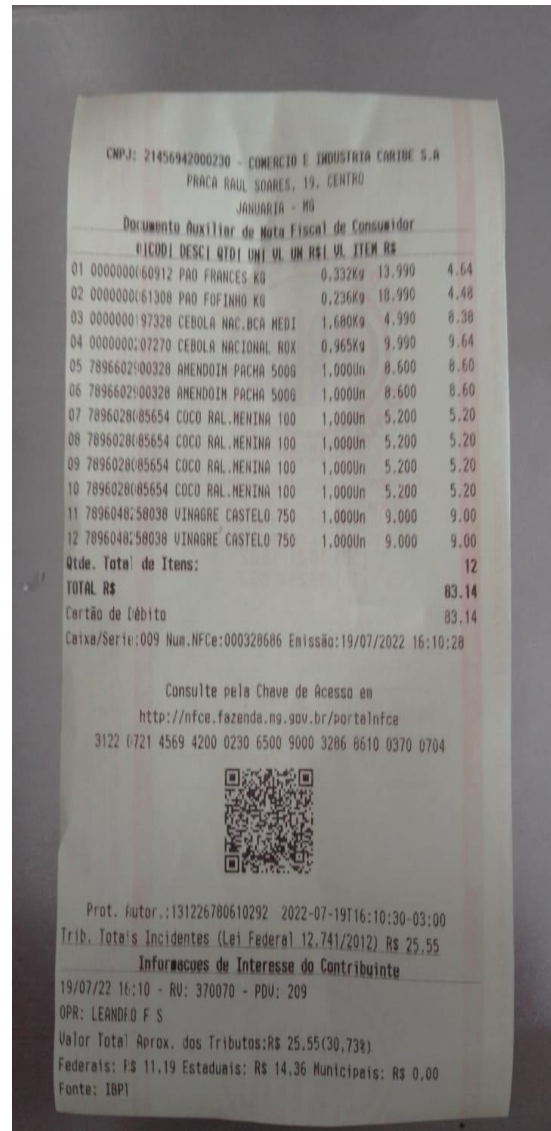 CNPJ: 21456942000230 - COMERCIO E INDUSTRIA CARIBE S.A
PRACA RAUL SOARES, 19, CENTRO
JANUARIA - MG
Documento Auxiliar de Nota Fiscal de Consumidor
#|COD| DESC| QTD| UN| VL UN R$| VL ITEM R$
01 0000000060912 PAO FRANCES KG 0,332Kg 13.990 4.64
02 0000000061308 PAO FOFINHO KG 0,236Kg 18.990 4.48
03 0000000197328 CEBOLA NAC.BCA MEDI 1,680Kg 4.990 8.38
04 0000000207270 CEBOLA NACIONAL ROX 0,965Kg 9.990 9.64
05 7896602900328 AMENDOIM PACHA 500G 1,000Un 8.600 8.60
06 7896602900328 AMENDOIM PACHA 500G 1,000Un 8.600 8.60
07 7896028085654 COCO RAL.MENINA 100 1,000Un 5.200 5.20
08 7896028085654 COCO RAL.MENINA 100 1,000Un 5.200 5.20
09 7896028085654 COCO RAL.MENINA 100 1,000Un 5.200 5.20
10 7896028085654 COCO RAL.MENINA 100 1,000Un 5.200 5.20
11 7896048258038 VINAGRE CASTELO 750 1,000Un 9.000 9.00
12 7896048258038 VINAGRE CASTELO 750 1,000Un 9.000 9.00
Qtde. Total de Itens: 12
TOTAL R$ 83.14
Cartão de Débito 83.14
Caixa/Serie:009 Num.NFCe:000328686 Emissão:19/07/2022 16:10:28
Consulte pela Chave de Acesso em
http://nfce.fazenda.mg.gov.br/portalnfce
3122 0721 4569 4200 0230 6500 9000 3286 8610 0370 0704
Prot. Autor.:131226780610292 2022-07-19T16:10:30-03:00
Trib. Totais Incidentes (Lei Federal 12.741/2012) R$ 25.55
Informacoes de Interesse do Contribuinte
19/07/22 16:10 - RV: 370070 - PDV: 209
OPR: LEANDRO F S
Valor Total Aprox. dos Tributos:R$ 25.55(30,73%)
Federais: R$ 11,19 Estaduais: R$ 14,36 Municipais: R$ 0,00
Fonte: IBPT